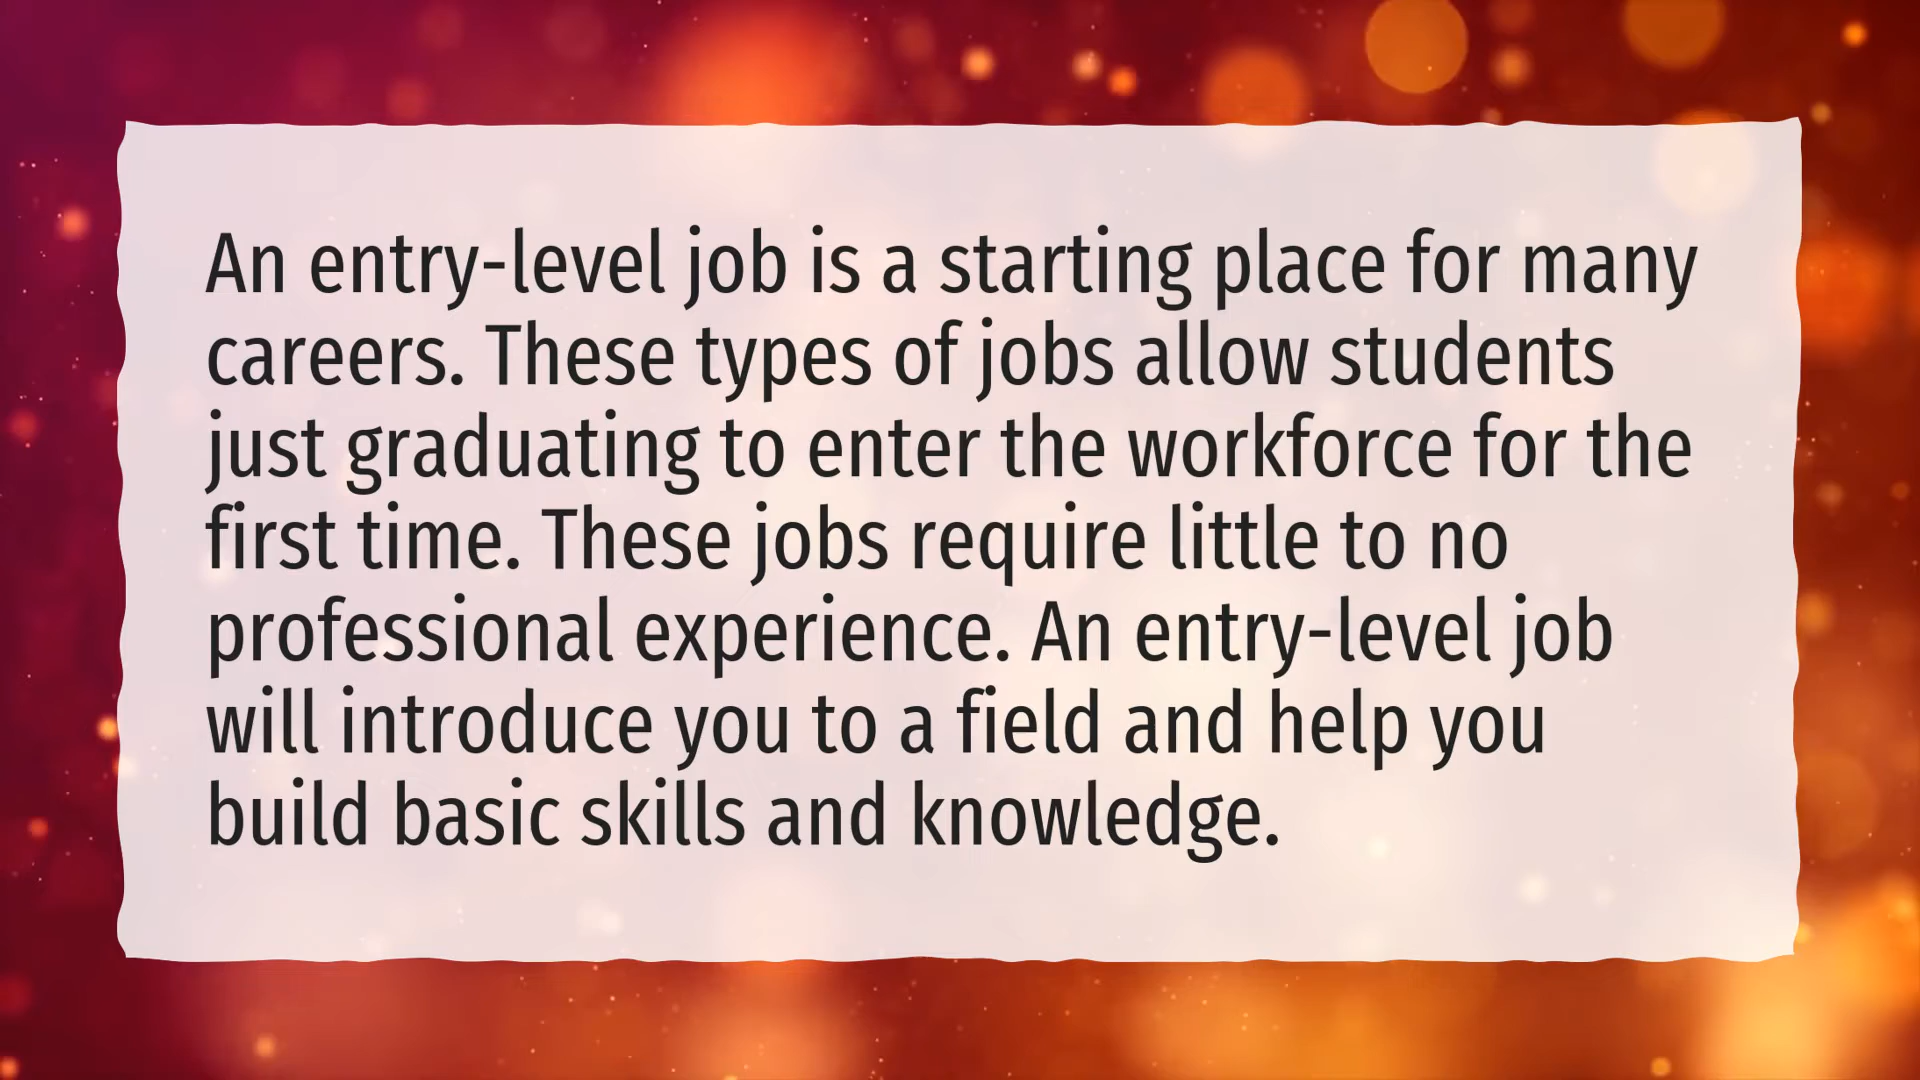 An entry-level job is a starting place for many
careers. These types of jobs allow students
just graduating to enter the workforce for the
first time. These jobs require little to no
professional experience. An entry-level job
will introduce you to a field and help you
build basic skills and knowledge.